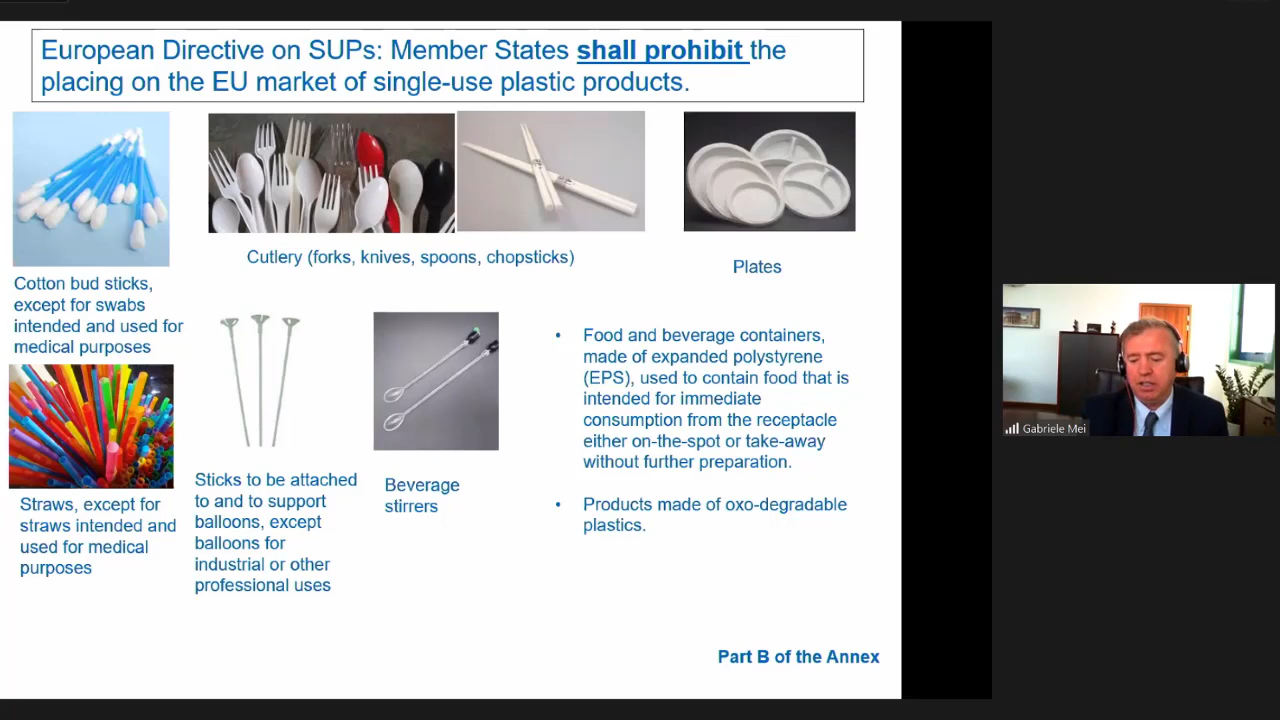 European Directive on SUPs: Member States shall prohibit the
placing on the EU market of single-use plastic products.
Cutlery (forks, knives, spoons, chopsticks)
Plates
Cotton bud sticks,
except for swabs
intended and used for
medical purposes
Straws, except for
straws intended and
used for medical
purposes
Sticks to be attached
to and to support
balloons, except
balloons for
industrial or other
professional uses
Beverage
stirrers
• Food and beverage containers,
made of expanded polystyrene
(EPS), used to contain food that is
intended for immediate
consumption from the receptacle
either on-the-spot or take-away
without further preparation.
• Products made of oxo-degradable
plastics.
Part B of the Annex
Gabriele Mei